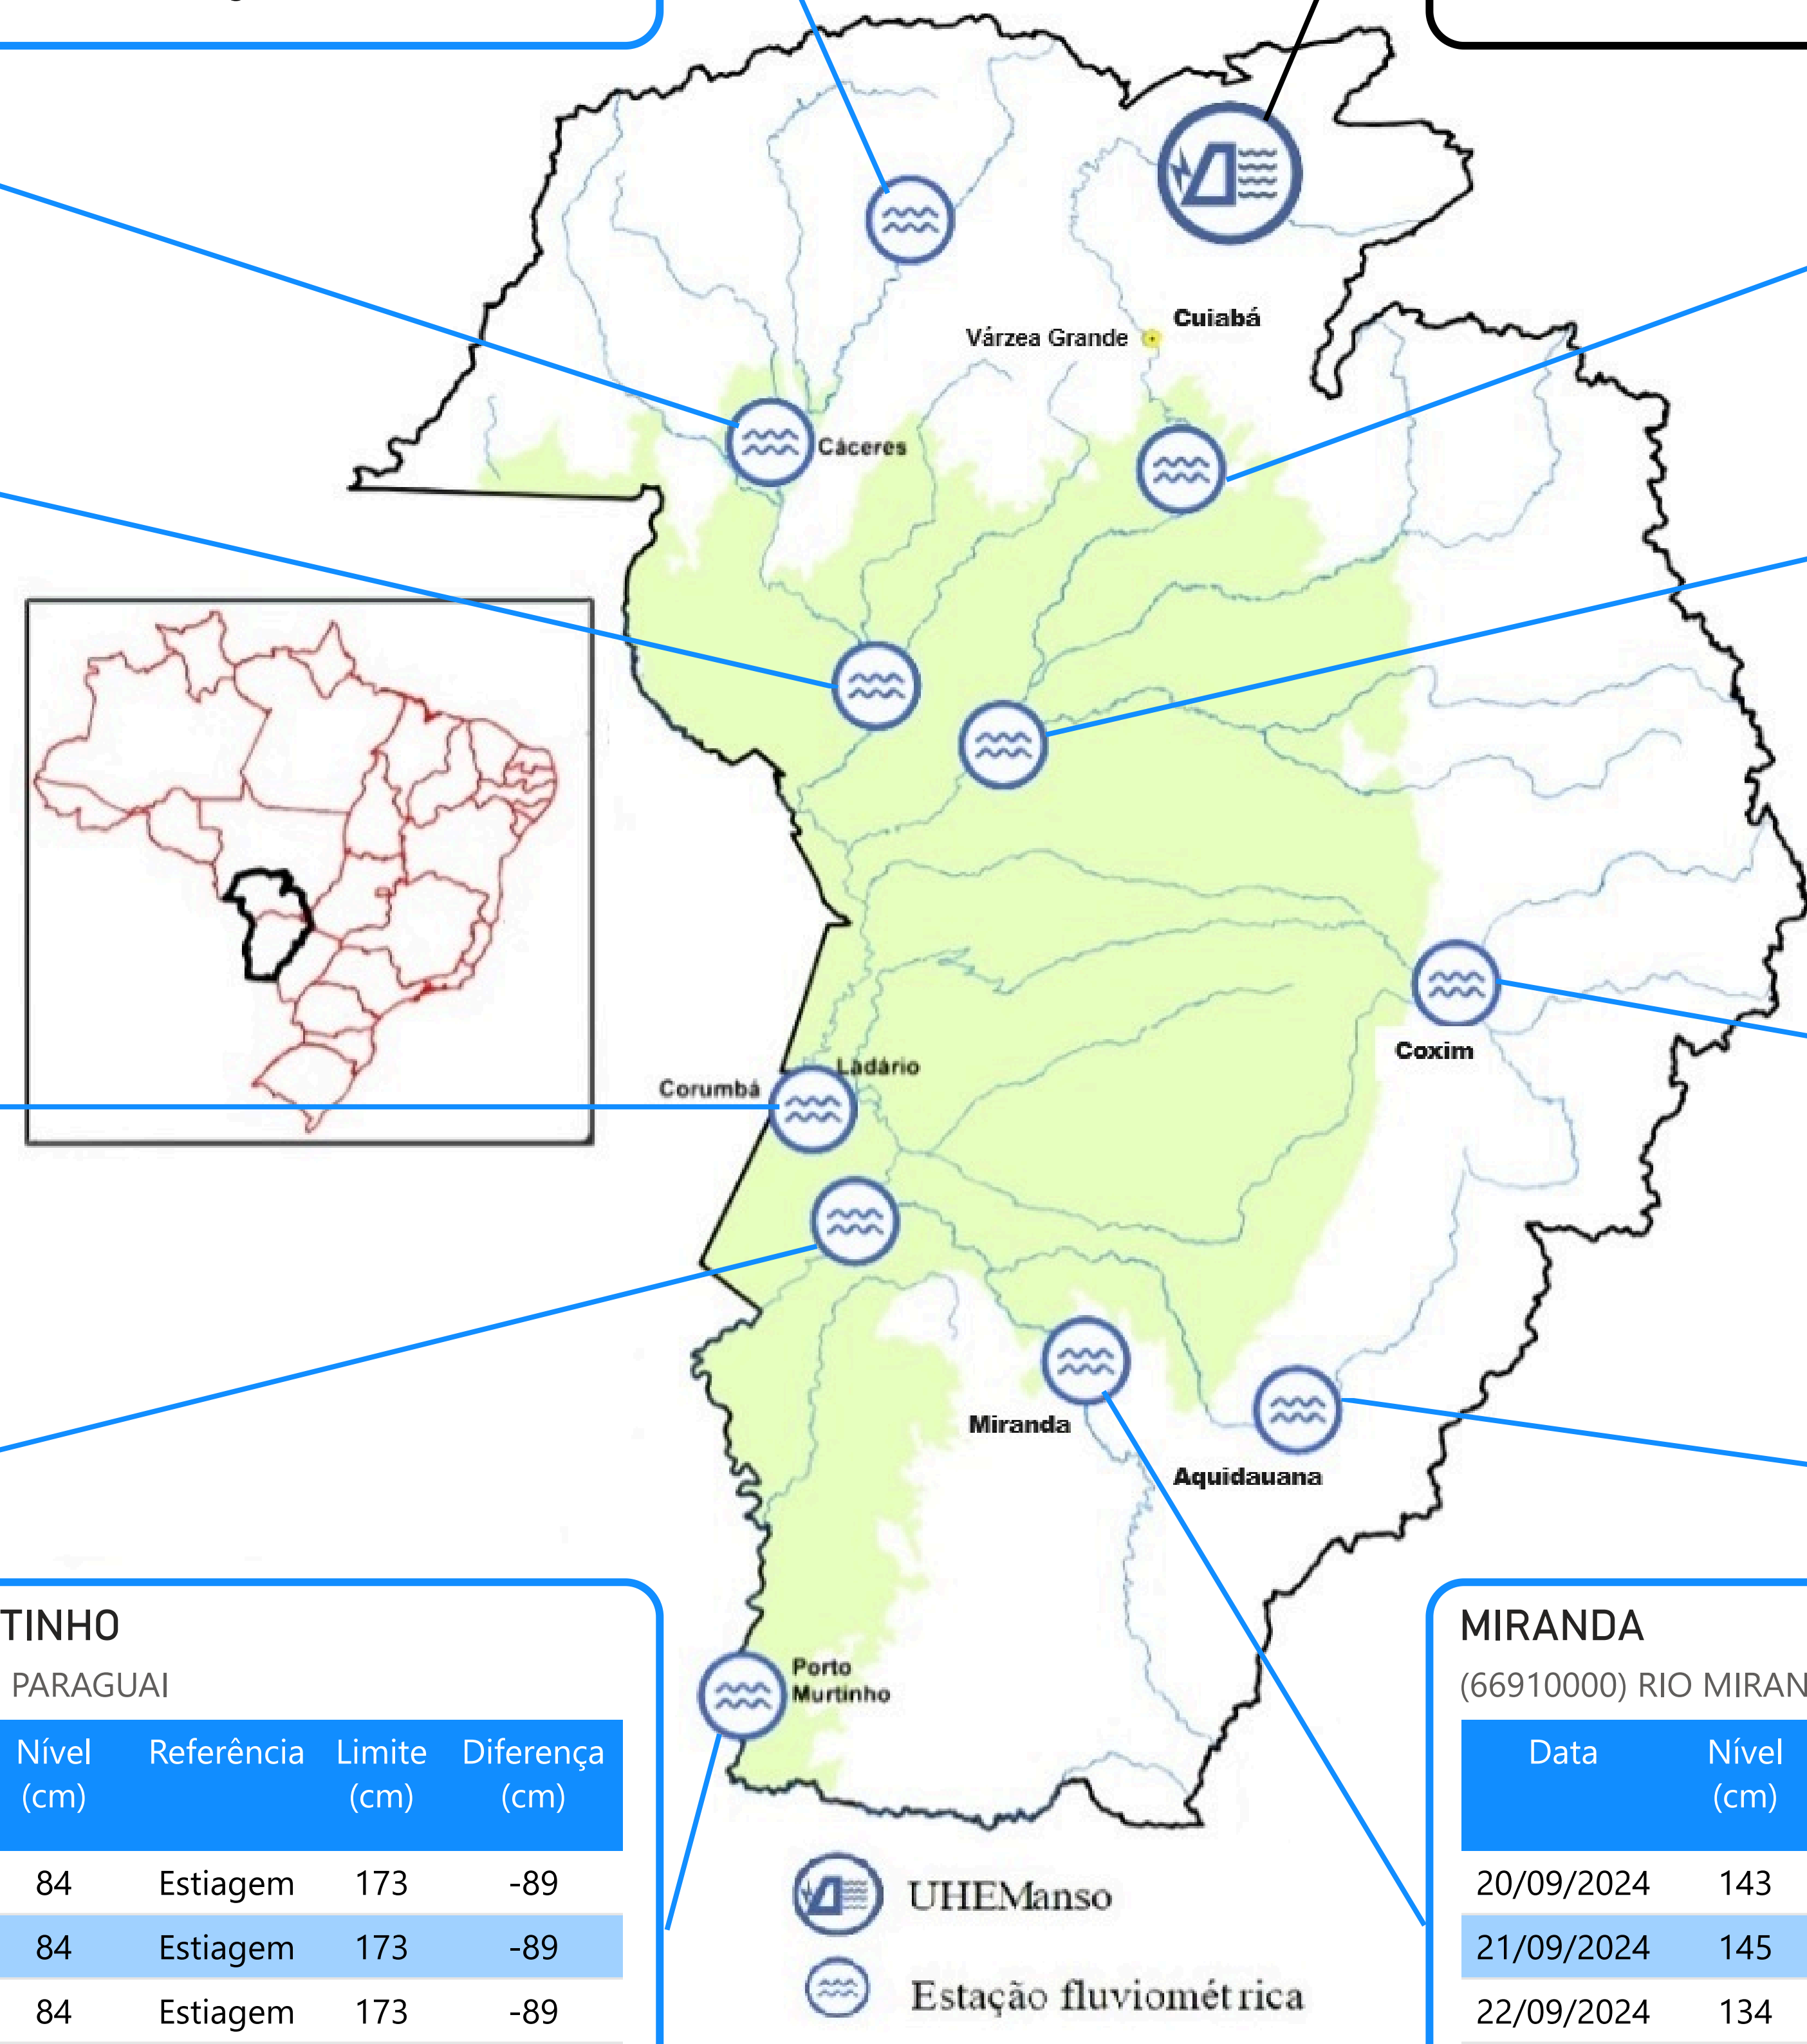 Cuiabá
Várzea Grande
Cáceres
Coxim
Ladário
Corumbá
Miranda
Aquidauana
Porto
Murtinho
TINHO
PARAGUAI
Nível (cm) Referência Limite (cm) Diferença (cm)
84 Estiagem 173 -89
84 Estiagem 173 -89
84 Estiagem 173 -89
UHEManso
Estação fluviométrica
MIRANDA
(66910000) RIO MIRAN
Data Nível (cm)
20/09/2024 143
21/09/2024 145
22/09/2024 134